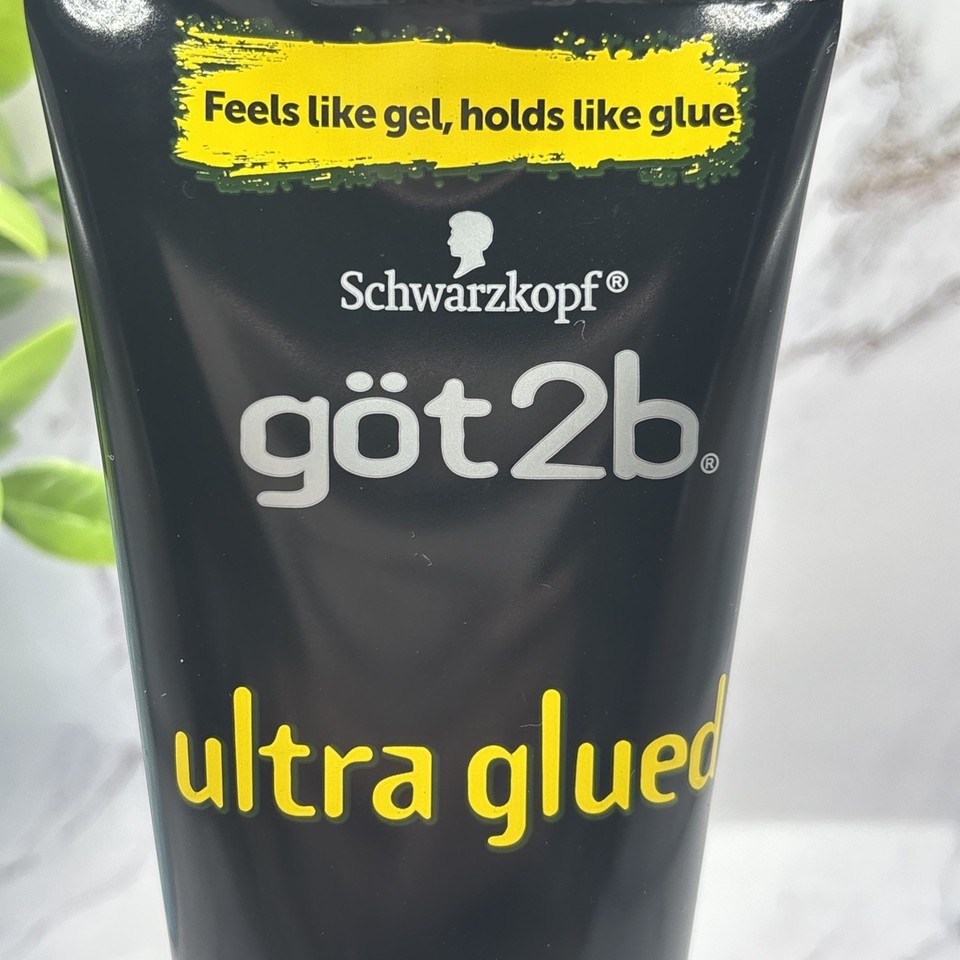 Feels like gel, holds like glue
Schwarzkopf®
göt2b®
ultra glued